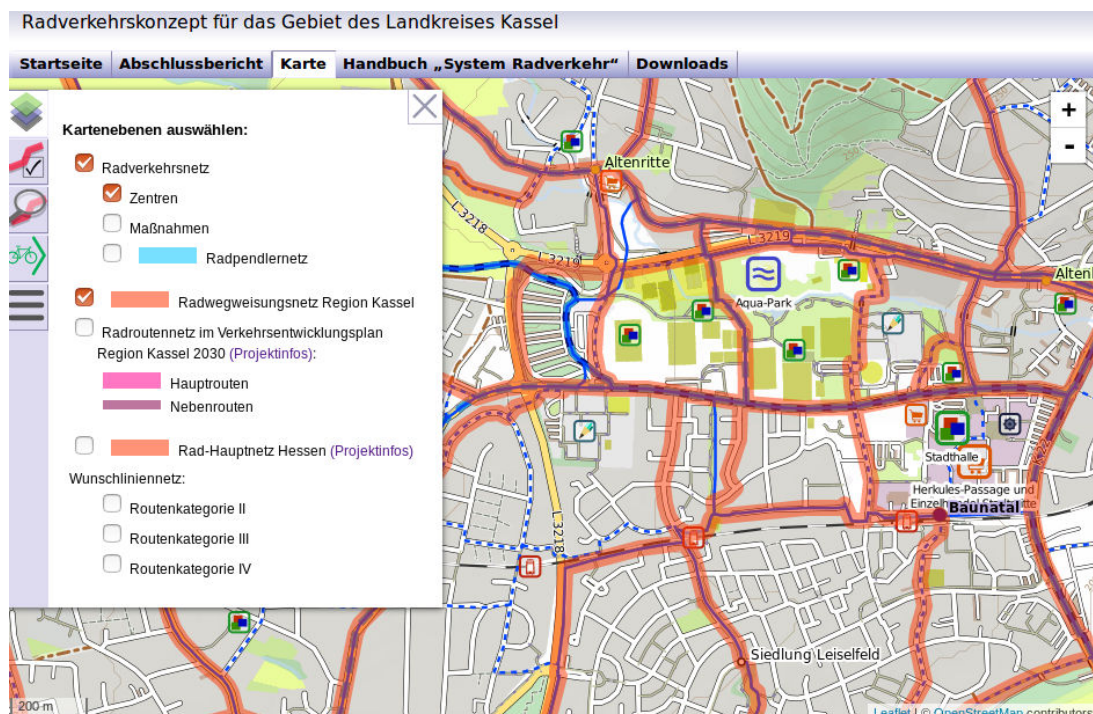 Radverkehrskonzept für das Gebiet des Landkreises Kassel
Startseite
Abschlussbericht
Karte
Handbuch „System Radverkehr“
Downloads
Kartenebenen auswählen:
Radverkehrsnetz
Zentren
Maßnahmen
Radpendlernetz
Radwegweisungsnetz Region Kassel
Radroutennetz im Verkehrsentwicklungsplan
Region Kassel 2030 (Projektinfos):
Hauptrouten
Nebenrouten
Rad-Hauptnetz Hessen (Projektinfos)
Wunschliniennetz:
Routenkategorie II
Routenkategorie III
Routenkategorie IV
+
-
Altenritte
L 3218
L 3219
L 3219
Aqua-Park
Altenb
Stadthalle
Herkules-Passage und
Baunatal
L 3218
Siedlung Leiselfeld
200 m
Leaflet | © OpenStreetMap contributors